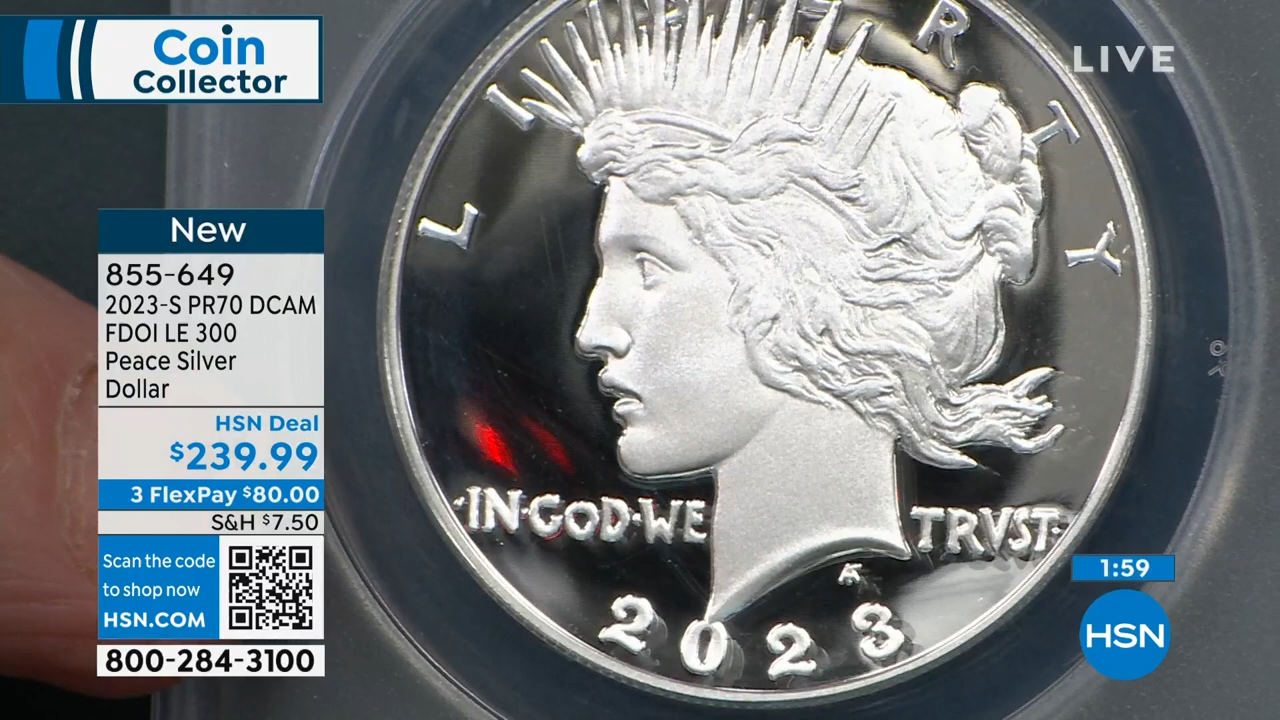 Coin
Collector
LIVE
New
855-649
2023-S PR70 DCAM
FDOI LE 300
Peace Silver
Dollar
HSN Deal
$239.99
3 FlexPay $80.00
S&H $7.50
Scan the code
to shop now
HSN.COM
800-284-3100
LIBERTY
·IN·GOD·WE TRVST·
2023
1:59
HSN